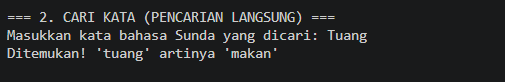 === 2. CARI KATA (PENCARIAN LANGSUNG) ===
Masukkan kata bahasa Sunda yang dicari: Tuang
Ditemukan! 'tuang' artinya 'makan'